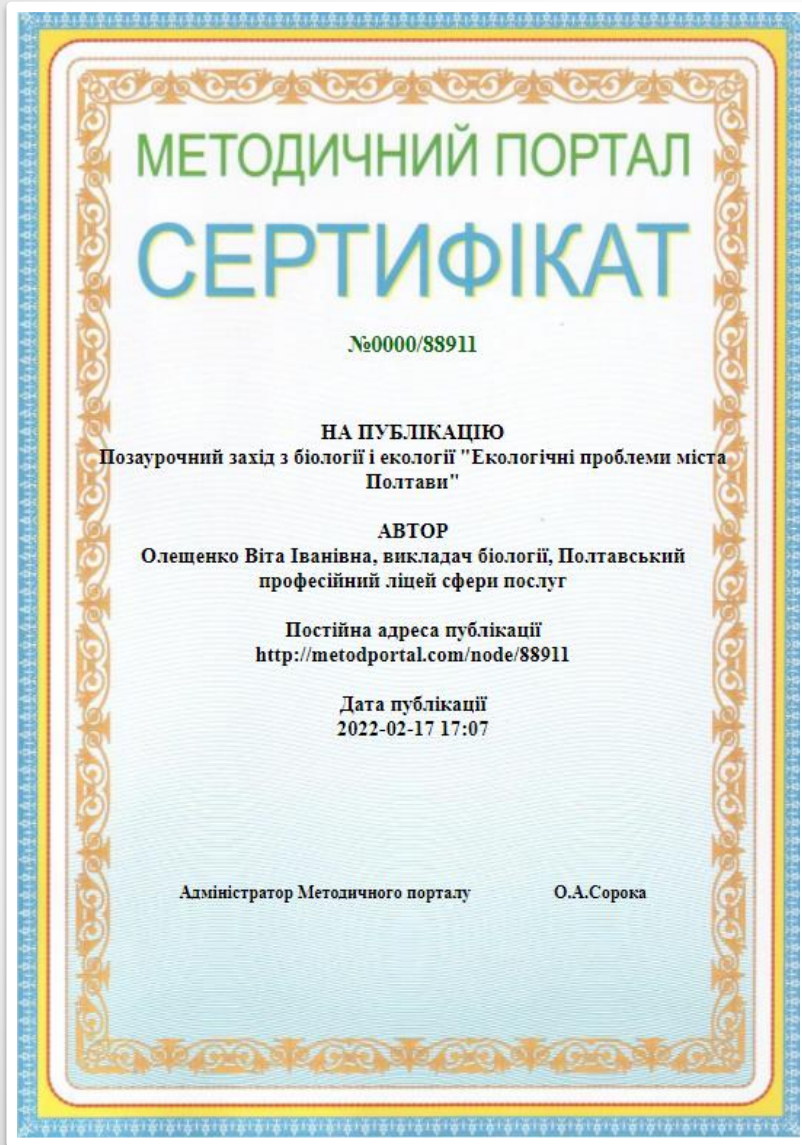 МЕТОДИЧНИЙ ПОРТАЛ
СЕРТИФІКАТ
№0000/88911
НА ПУБЛІКАЦІЮ
Позаурочний захід з біології і екології "Екологічні проблеми міста
Полтави"
АВТОР
Олещенко Віта Іванівна, викладач біології, Полтавський
професійний ліцей сфери послуг
Постійна адреса публікації
http://metodportal.com/node/88911
Дата публікації
2022-02-17 17:07
Адміністратор Методичного порталу О.А.Сорока